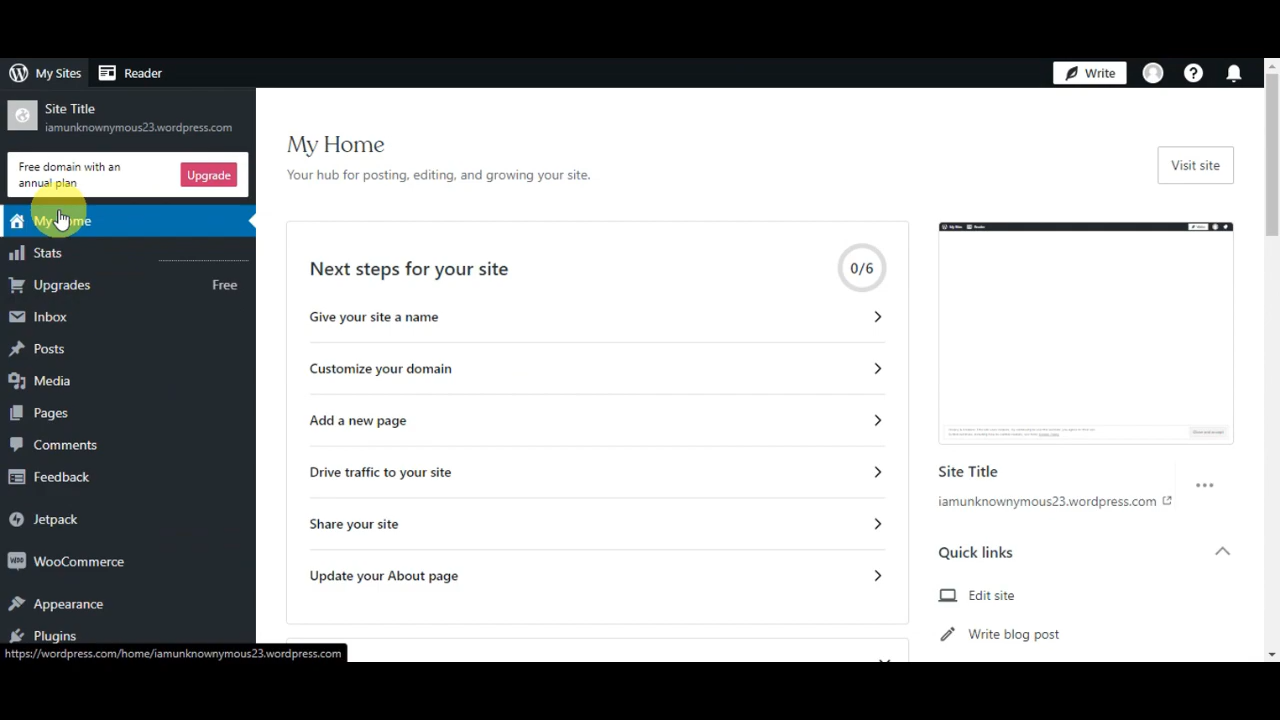 My Sites
Reader
Write
Site Title
iamunknownymous23.wordpress.com
Free domain with an
annual plan
Upgrade
My Home
Stats
Upgrades Free
Inbox
Posts
Media
Pages
Comments
Feedback
Jetpack
WooCommerce
Appearance
Plugins
https://wordpress.com/home/iamunknownymous23.wordpress.com
My Home
Your hub for posting, editing, and growing your site.
Visit site
Next steps for your site
0/6
Give your site a name
Customize your domain
Add a new page
Drive traffic to your site
Share your site
Update your About page
My Sites Reader
Write
Site Title
iamunknownymous23.wordpress.com
Quick links
Edit site
Write blog post